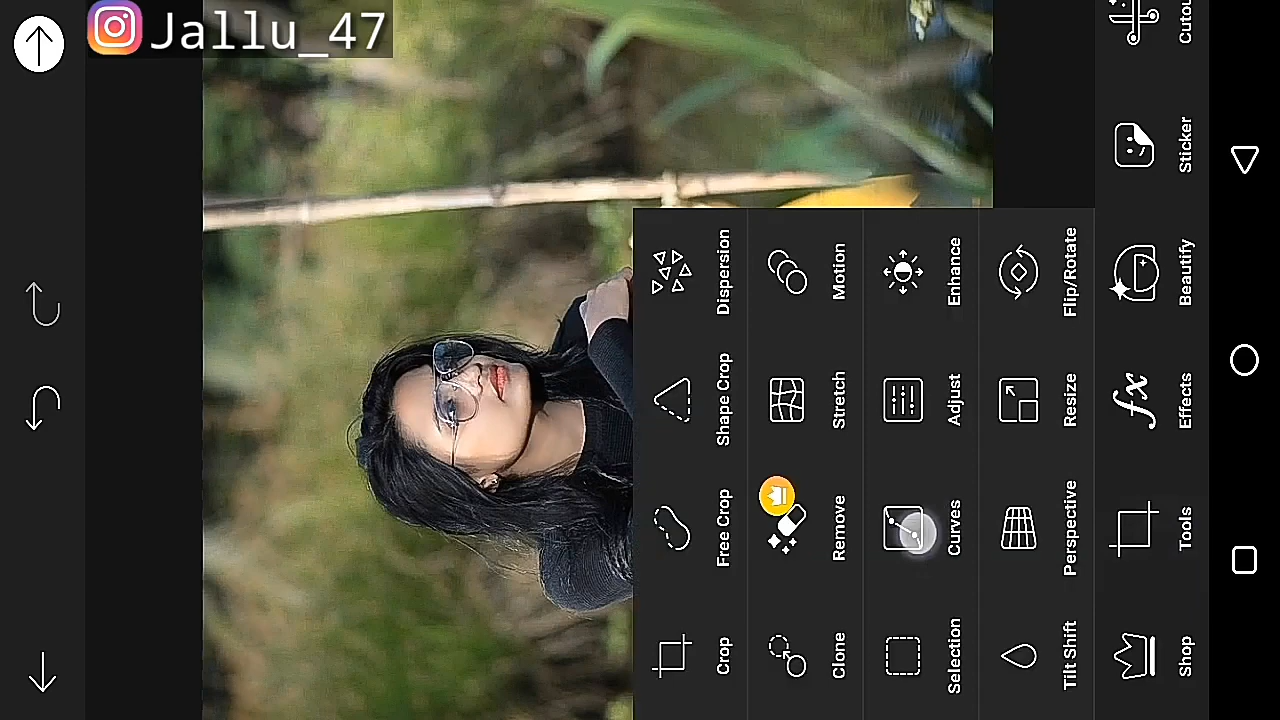 Jallu_47
Crop
Free Crop
Shape Crop
Dispersion
Clone
Remove
Stretch
Motion
Selection
Curves
Adjust
Enhance
Tilt Shift
Perspective
Resize
Flip/Rotate
Shop
Tools
Effects
Beautify
Sticker